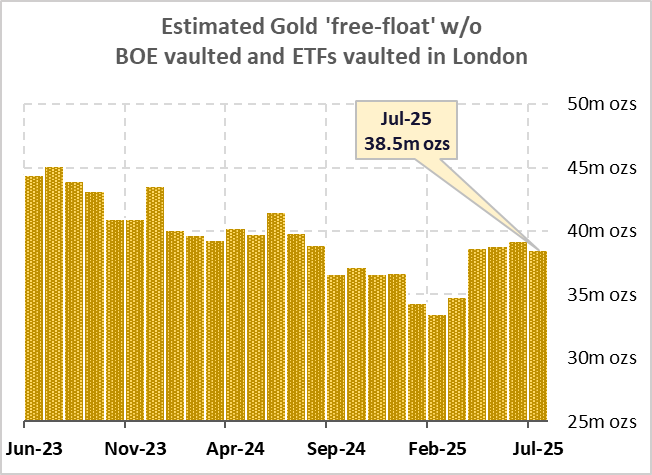 Estimated Gold 'free-float' w/o
BOE vaulted and ETFs vaulted in London
50m ozs
Jul-25
38.5m ozs
45m ozs
40m ozs
35m ozs
30m ozs
25m ozs
Jun-23 Nov-23 Apr-24 Sep-24 Feb-25 Jul-25